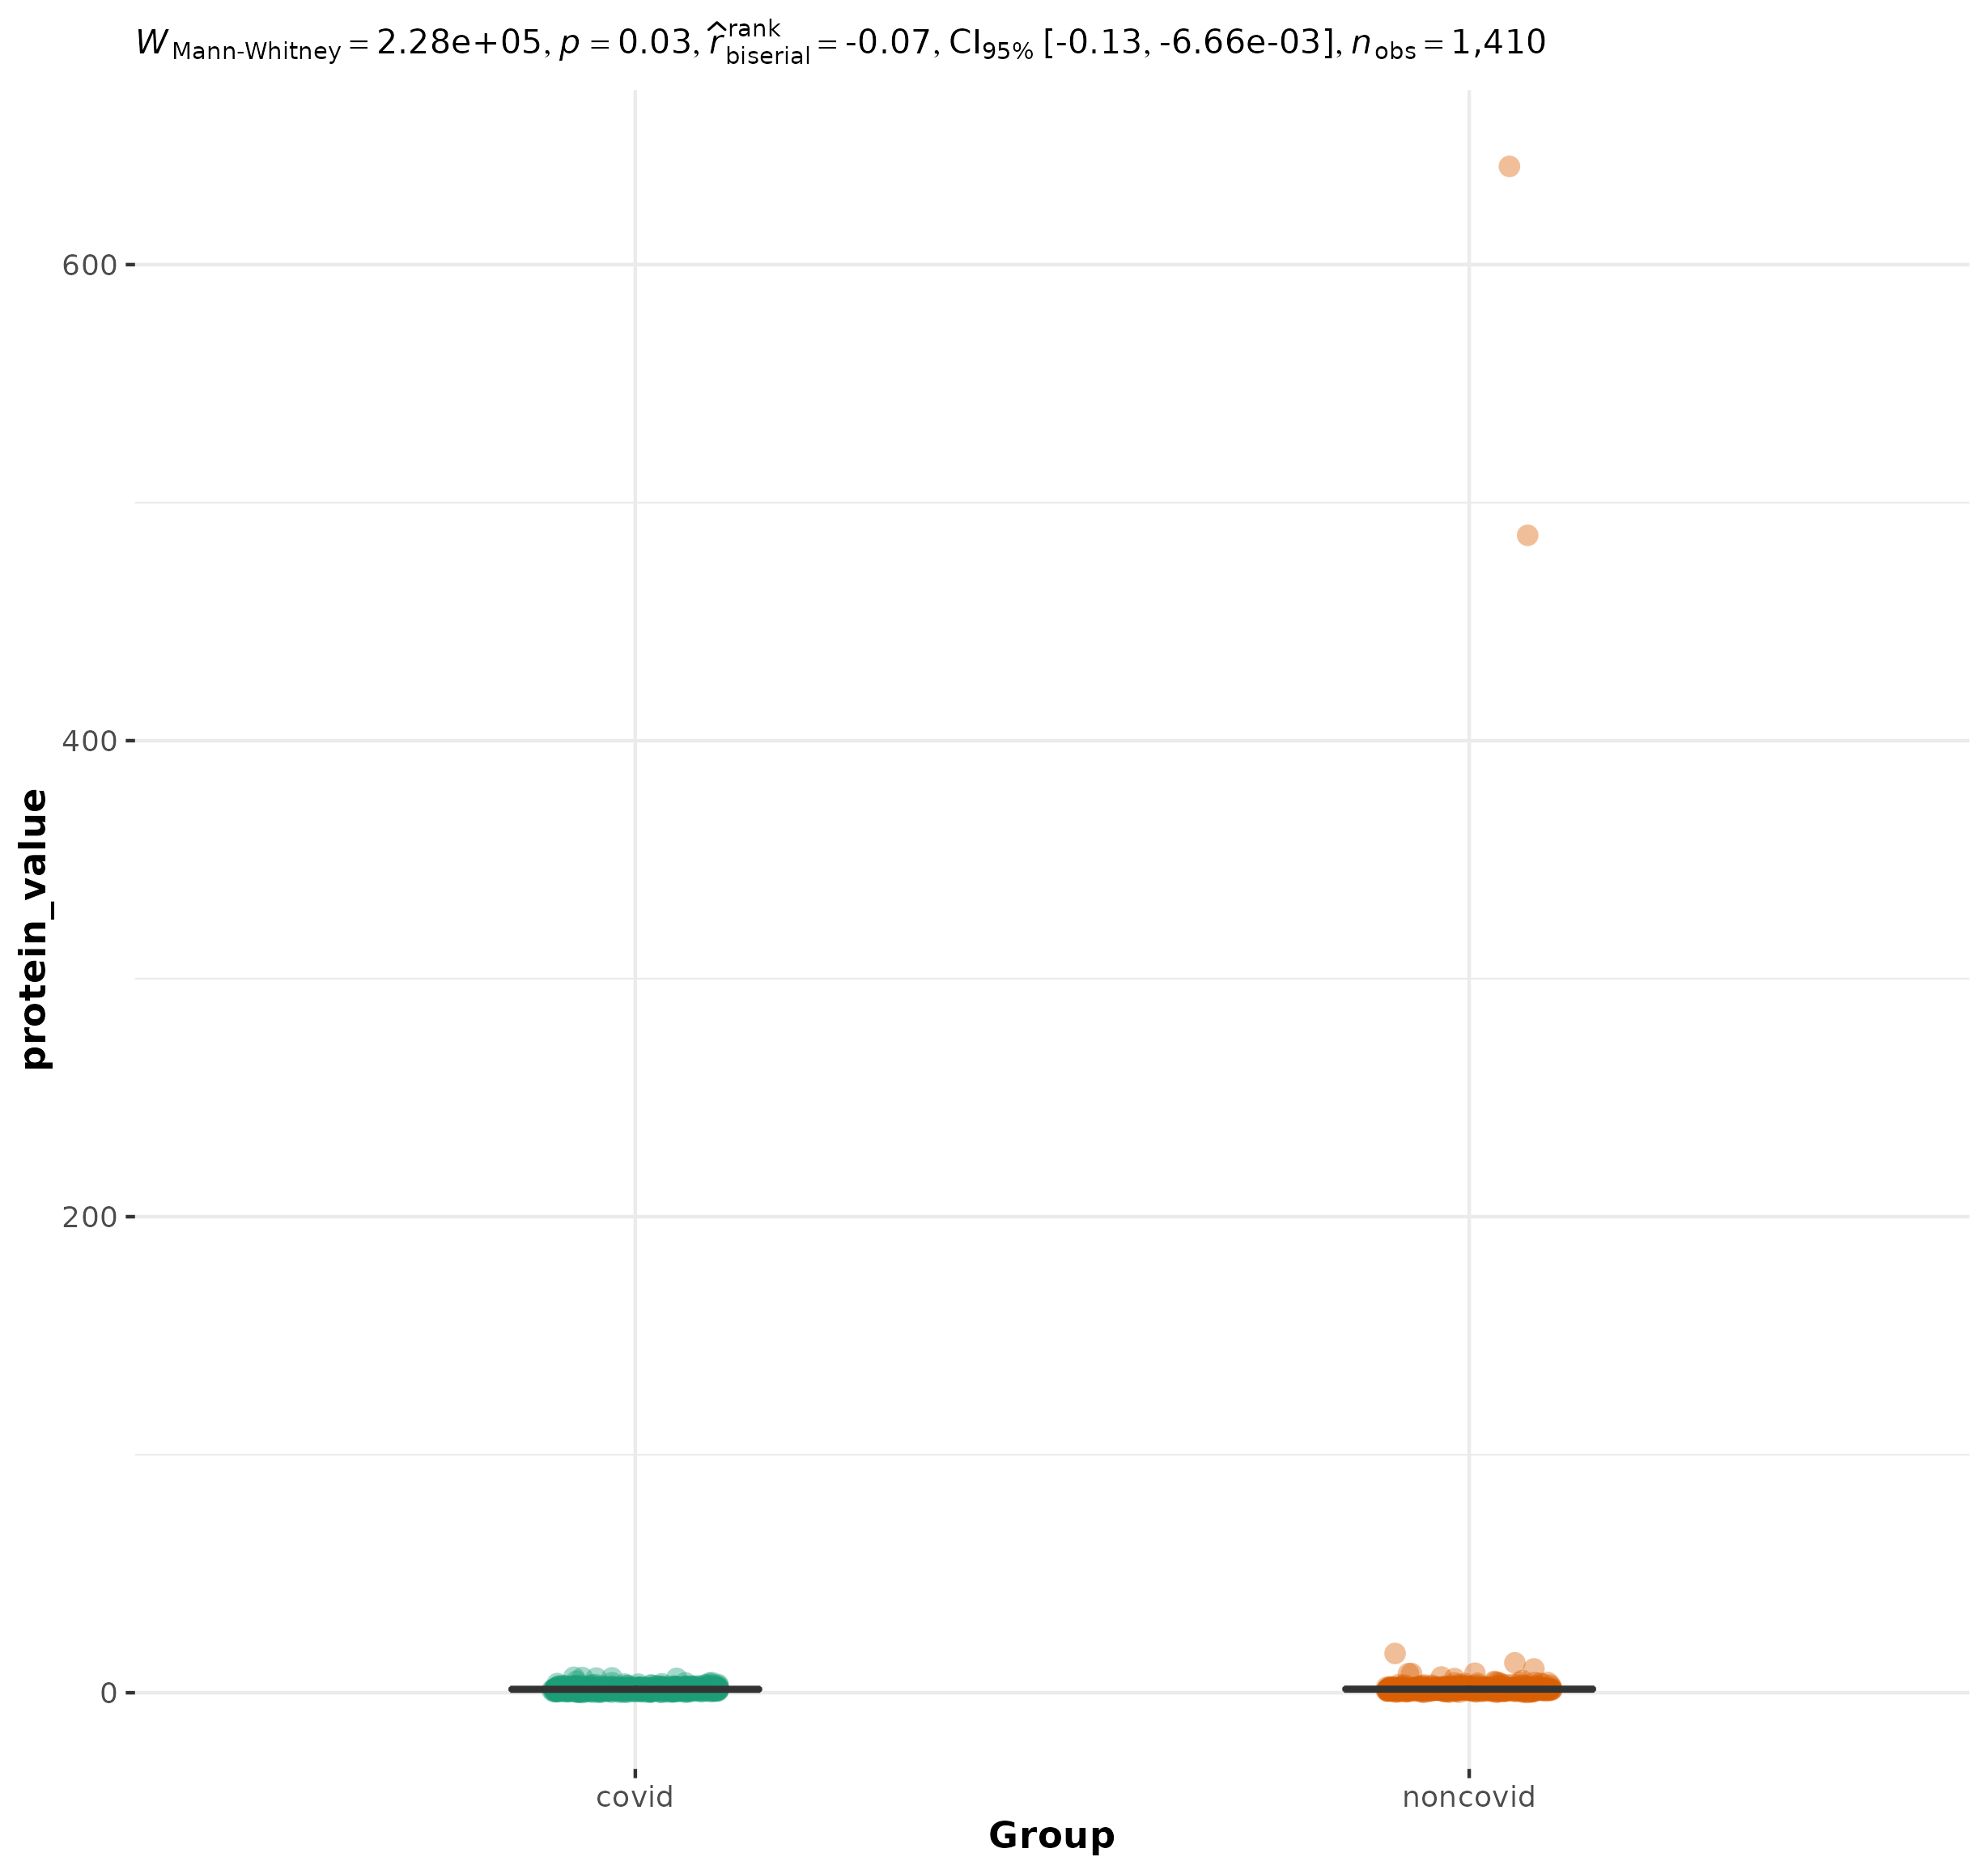 W Mann-Whitney = 2.28e+05, p = 0.03, r̂ rank biserial = -0.07, CI95% [-0.13, -6.66e-03], nobs = 1,410
600
400
200
0
protein_value
covid noncovid
Group